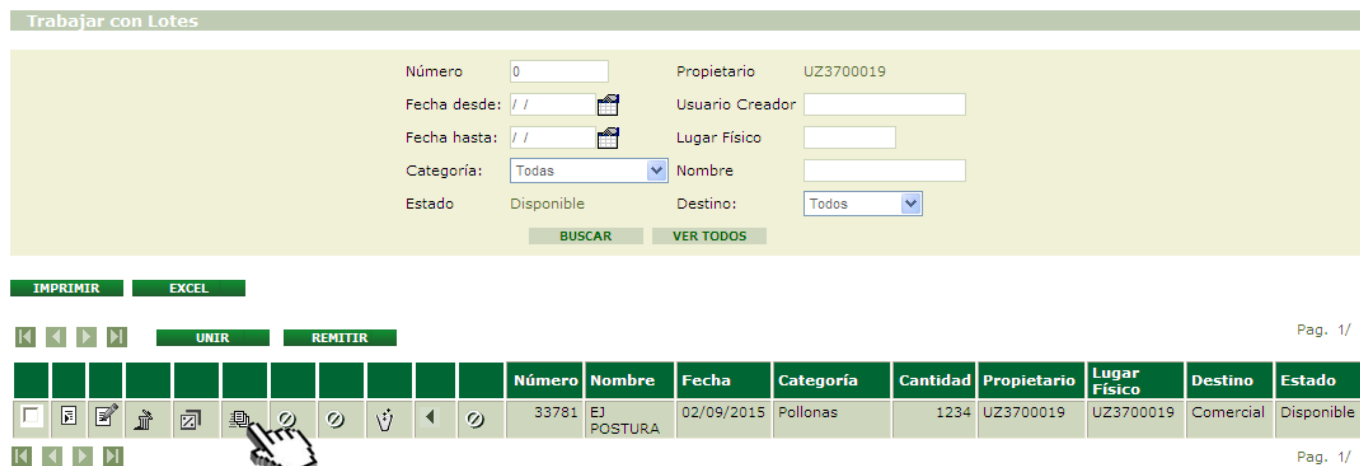 Trabajar con Lotes
Número 0 Propietario UZ3700019
Fecha desde: / / Usuario Creador
Fecha hasta: / / Lugar Físico
Categoría: Todas Nombre
Estado Disponible Destino: Todos
BUSCAR VER TODOS
IMPRIMIR EXCEL
UNIR REMITIR Pag. 1/
Número Nombre Fecha Categoría Cantidad Propietario Lugar Físico Destino Estado
33781 EJ POSTURA 02/09/2015 Pollonas 1234 UZ3700019 UZ3700019 Comercial Disponible
Pag. 1/